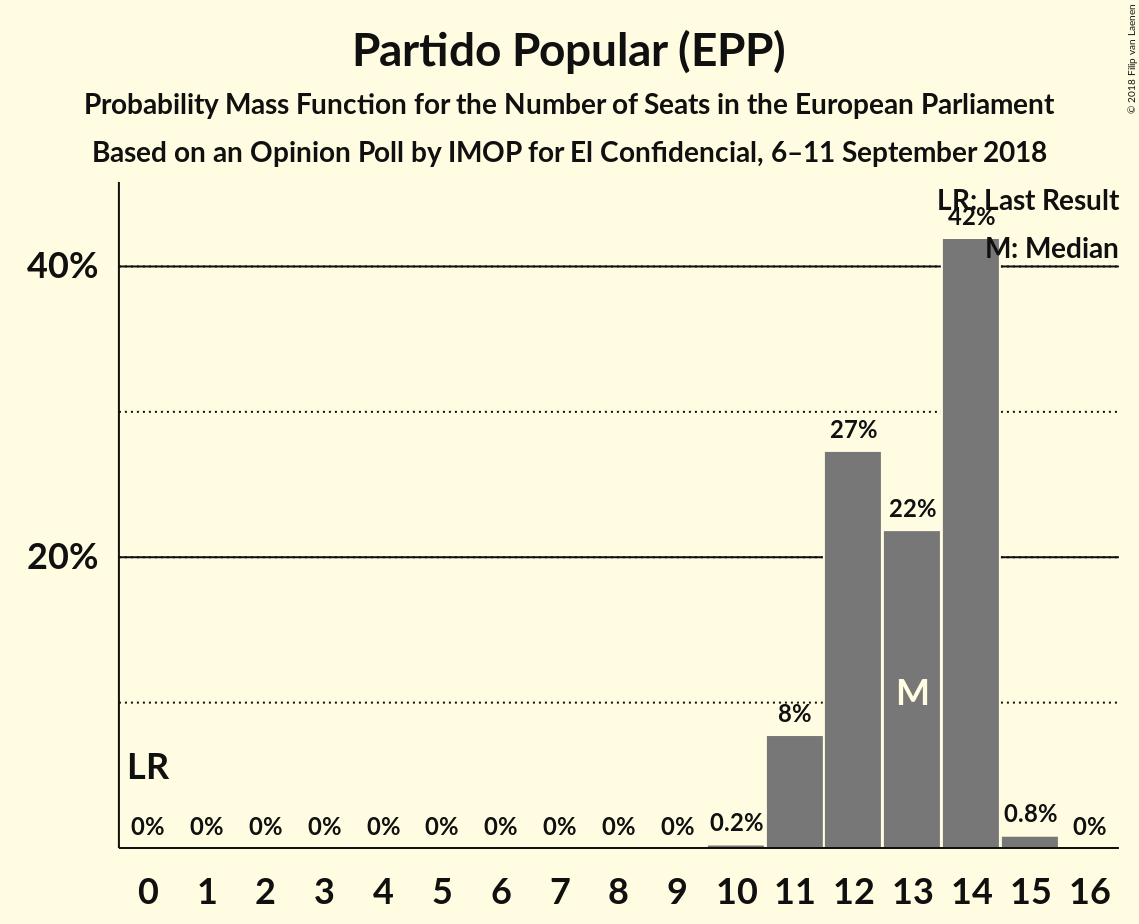 Partido Popular (EPP)
Probability Mass Function for the Number of Seats in the European Parliament
Based on an Opinion Poll by IMOP for El Confidencial, 6–11 September 2018
© 2018 Filip van Laenen
LR: Last Result
M: Median
40%
20%
LR
0%
0%
0%
0%
0%
0%
0%
0%
0%
0%
0.2%
8%
27%
22%
42%
0.8%
0%
M
0 1 2 3 4 5 6 7 8 9 10 11 12 13 14 15 16